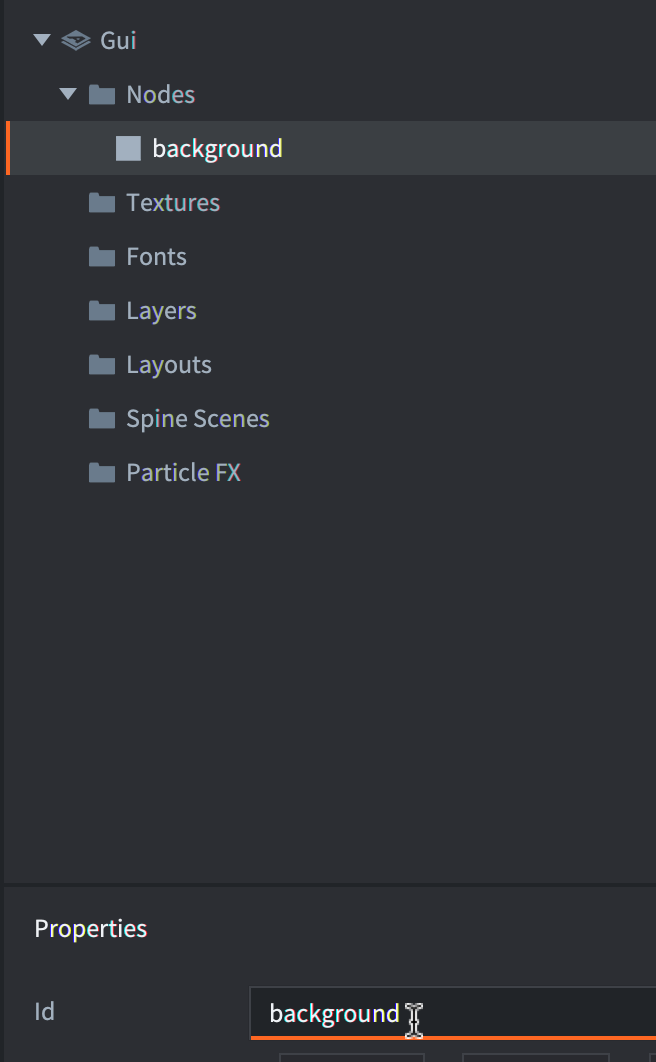 Gui
Nodes
background
Textures
Fonts
Layers
Layouts
Spine Scenes
Particle FX
Properties
Id background